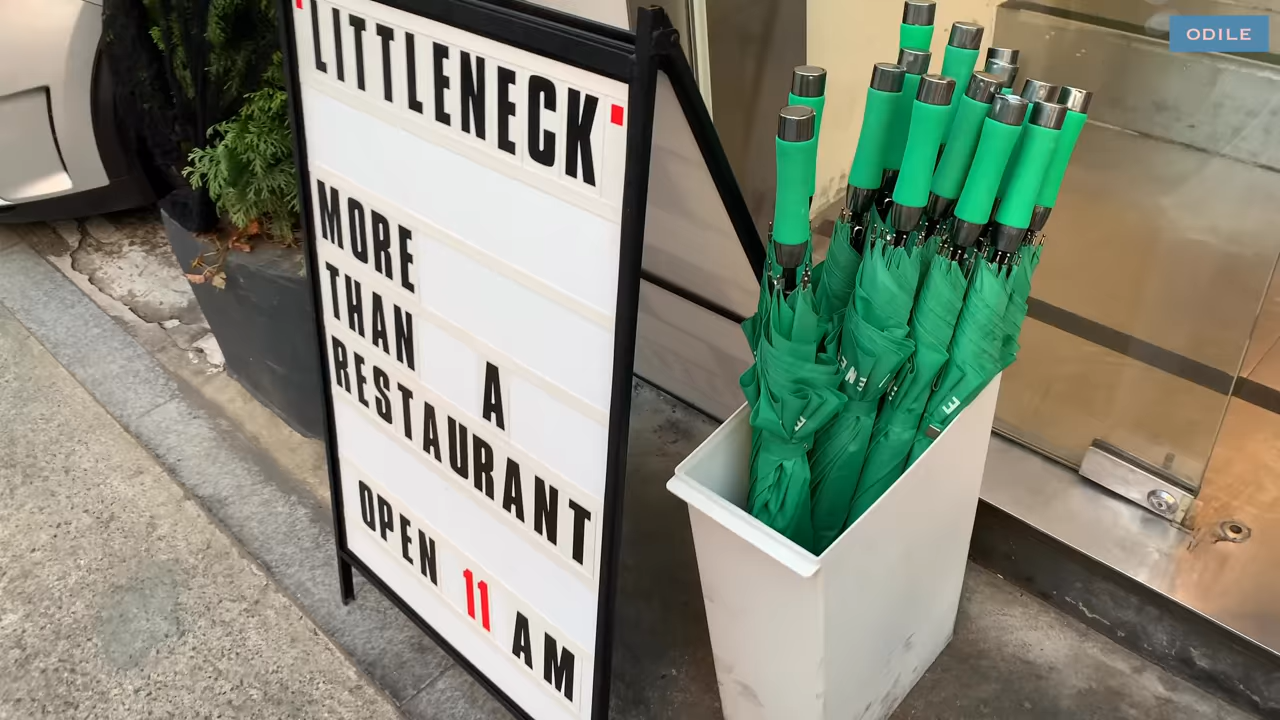 ODILE
LITTLENECK
MORE
THAN A
RESTAURANT
OPEN 11 AM